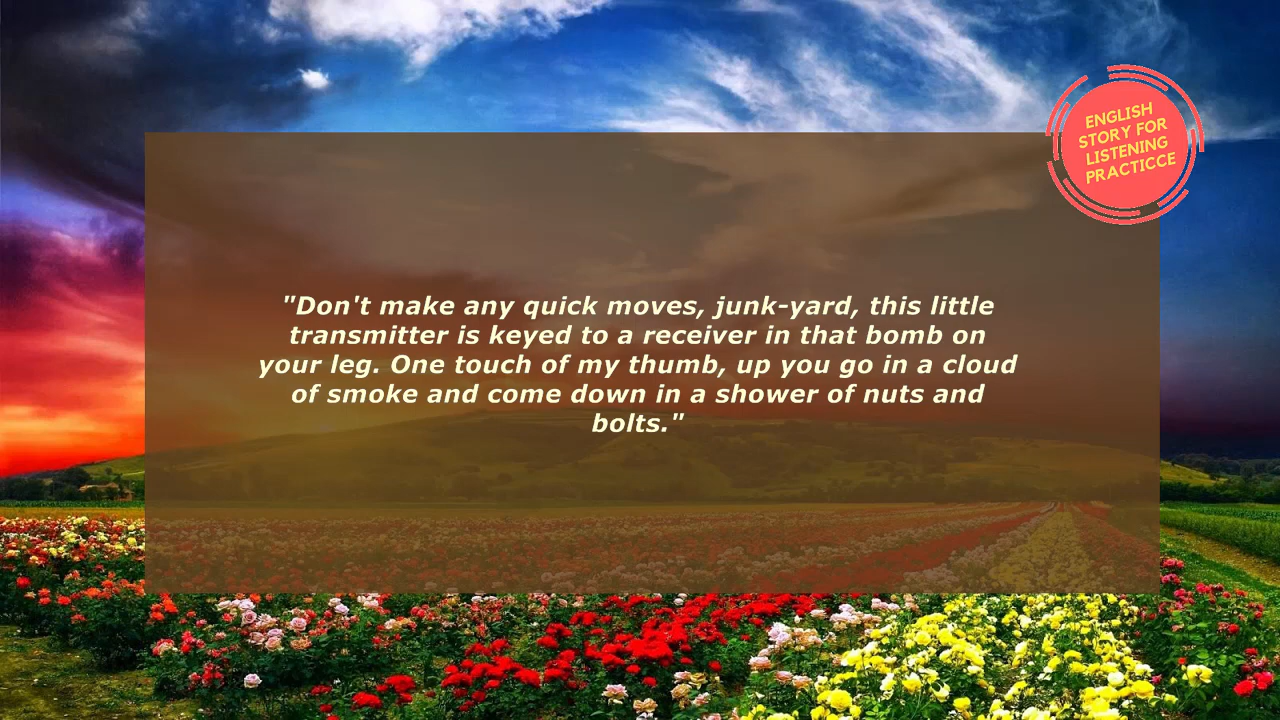 ENGLISH
STORY FOR
LISTENING
PRACTICCE
"Don't make any quick moves, junk-yard, this little
transmitter is keyed to a receiver in that bomb on
your leg. One touch of my thumb, up you go in a cloud
of smoke and come down in a shower of nuts and
bolts."